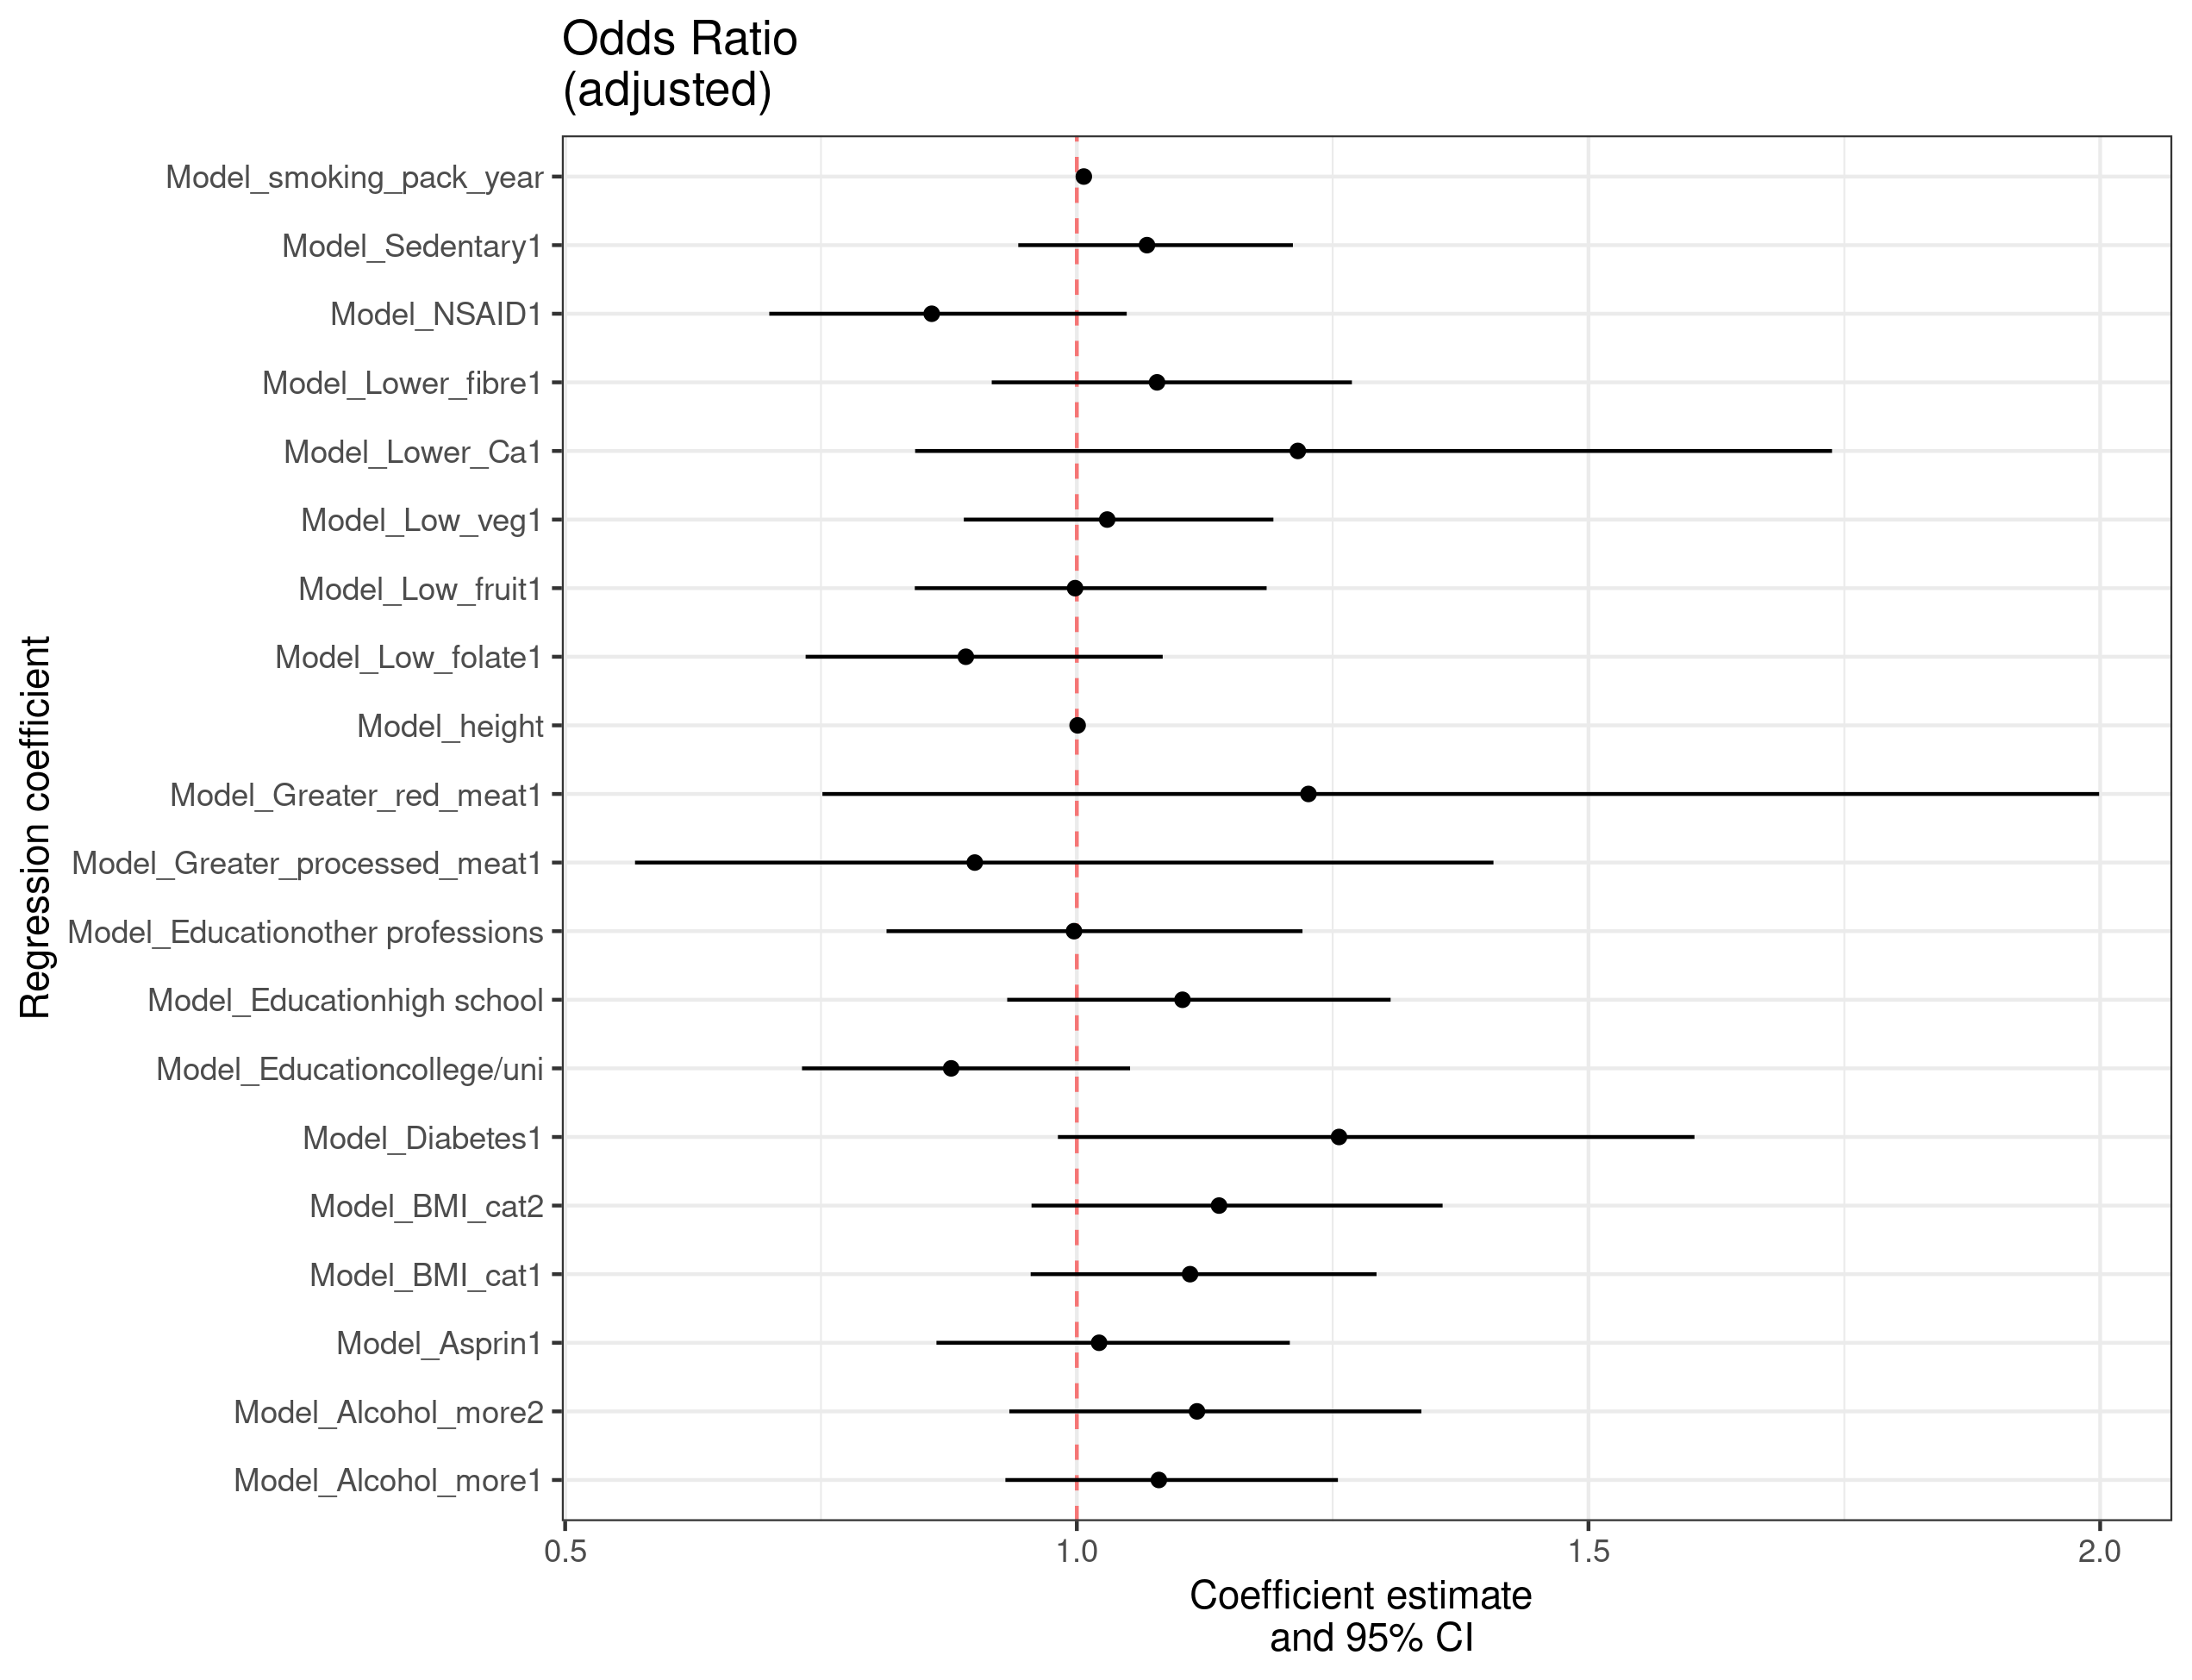 Odds Ratio
(adjusted)
Model_smoking_pack_year
Model_Sedentary1
Model_NSAID1
Model_Lower_fibre1
Model_Lower_Ca1
Model_Low_veg1
Model_Low_fruit1
Model_Low_folate1
Model_height
Model_Greater_red_meat1
Model_Greater_processed_meat1
Model_Educationother professions
Model_Educationhigh school
Model_Educationcollege/uni
Model_Diabetes1
Model_BMI_cat2
Model_BMI_cat1
Model_Asprin1
Model_Alcohol_more2
Model_Alcohol_more1
Regression coefficient
0.5 1.0 1.5 2.0
Coefficient estimate
and 95% CI